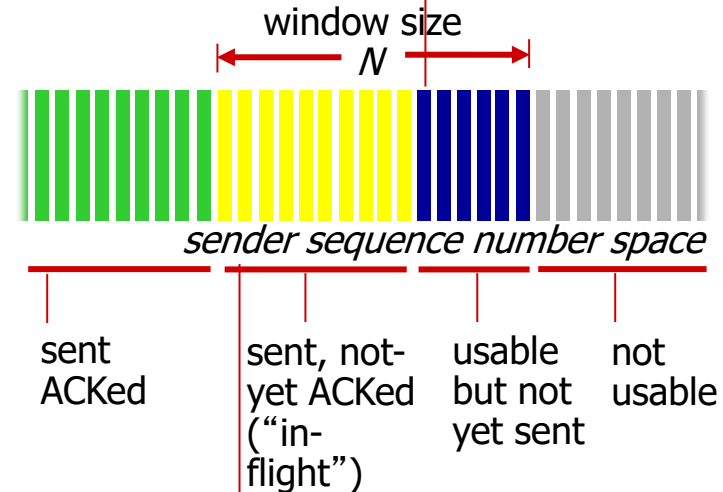 window size
N
sender sequence number space
sent
ACKed
sent, not-
yet ACKed
(“in-
flight”)
usable
but not
yet sent
not
usable